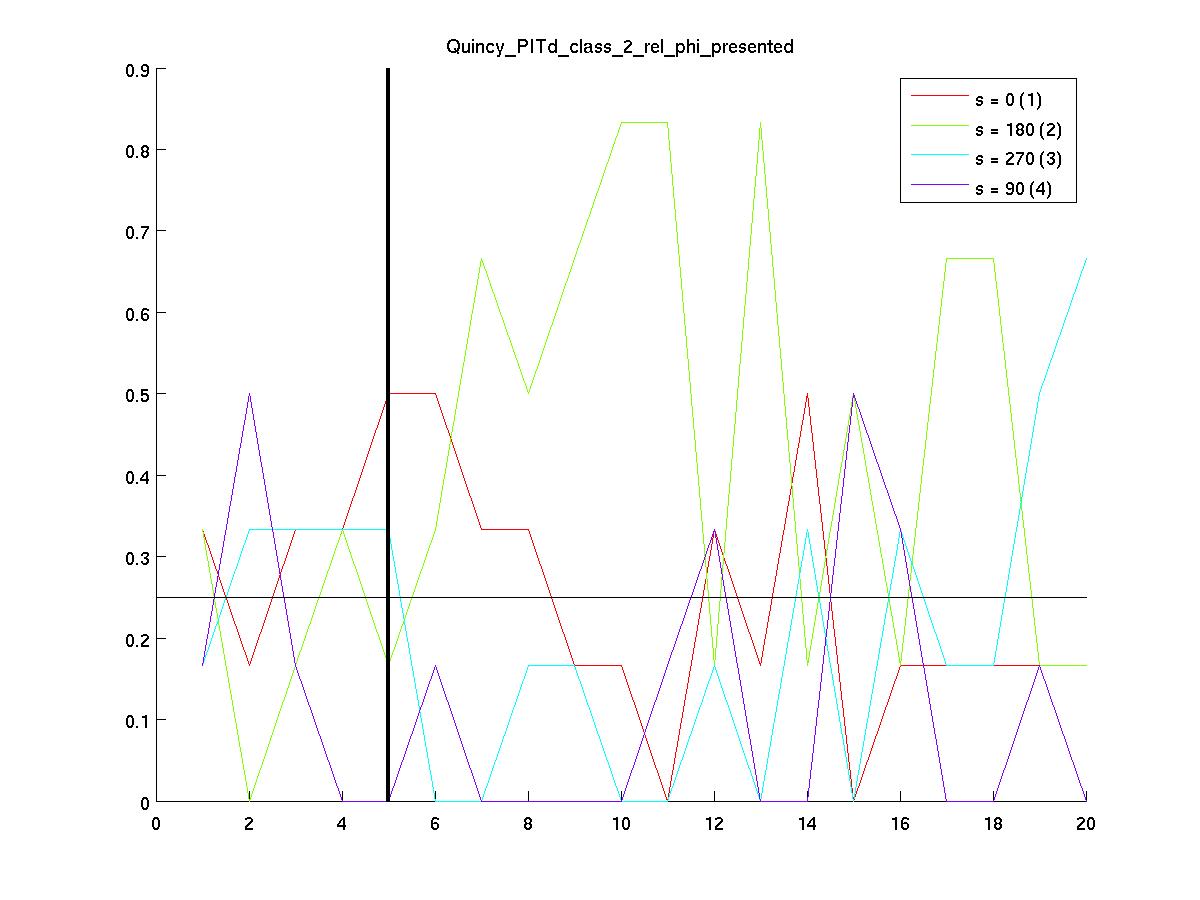 Quincy_PITd_class_2_rel_phi_presented
s = 0 (1)
s = 180 (2)
s = 270 (3)
s = 90 (4)
0.9
0.8
0.7
0.6
0.5
0.4
0.3
0.2
0.1
0
0 2 4 6 8 10 12 14 16 18 20